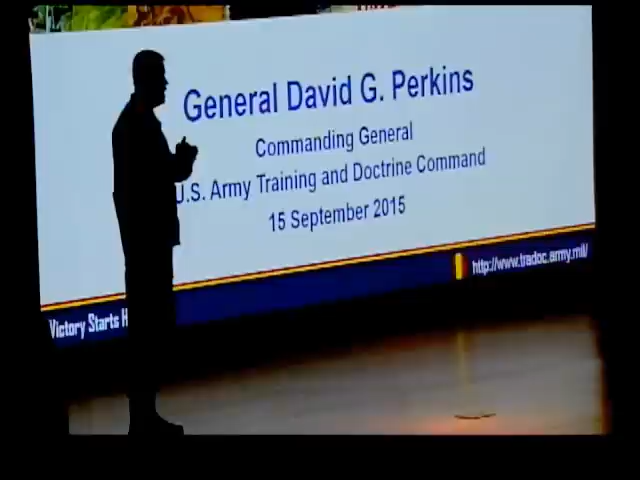 General David G. Perkins
Commanding General
U.S. Army Training and Doctrine Command
15 September 2015
http://www.tradoc.army.mil/
Victory Starts H